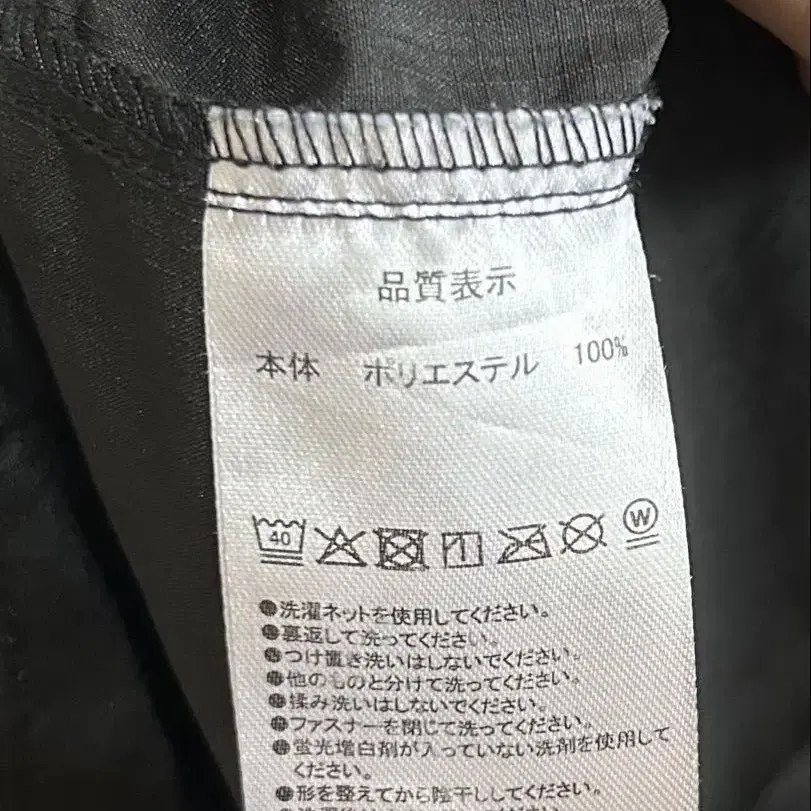 品質表示
本体 ポリエステル 100%
40 W
●洗濯ネットを使用してください。
●裏返して洗ってください。
●つけ置き洗いはしないでください。
●他のものと分けて洗ってください。
●揉み洗いはしないでください。
●ファスナーを閉じて洗ってください。
●蛍光増白剤が入っていない洗剤を使用して
ください。
●形を整えてから陰干ししてください。